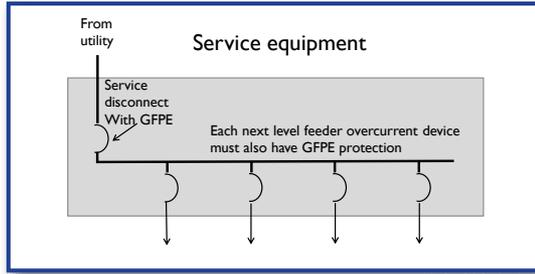 From
utility
Service equipment
Service
disconnect
With GFPE
Each next level feeder overcurrent device
must also have GFPE protection